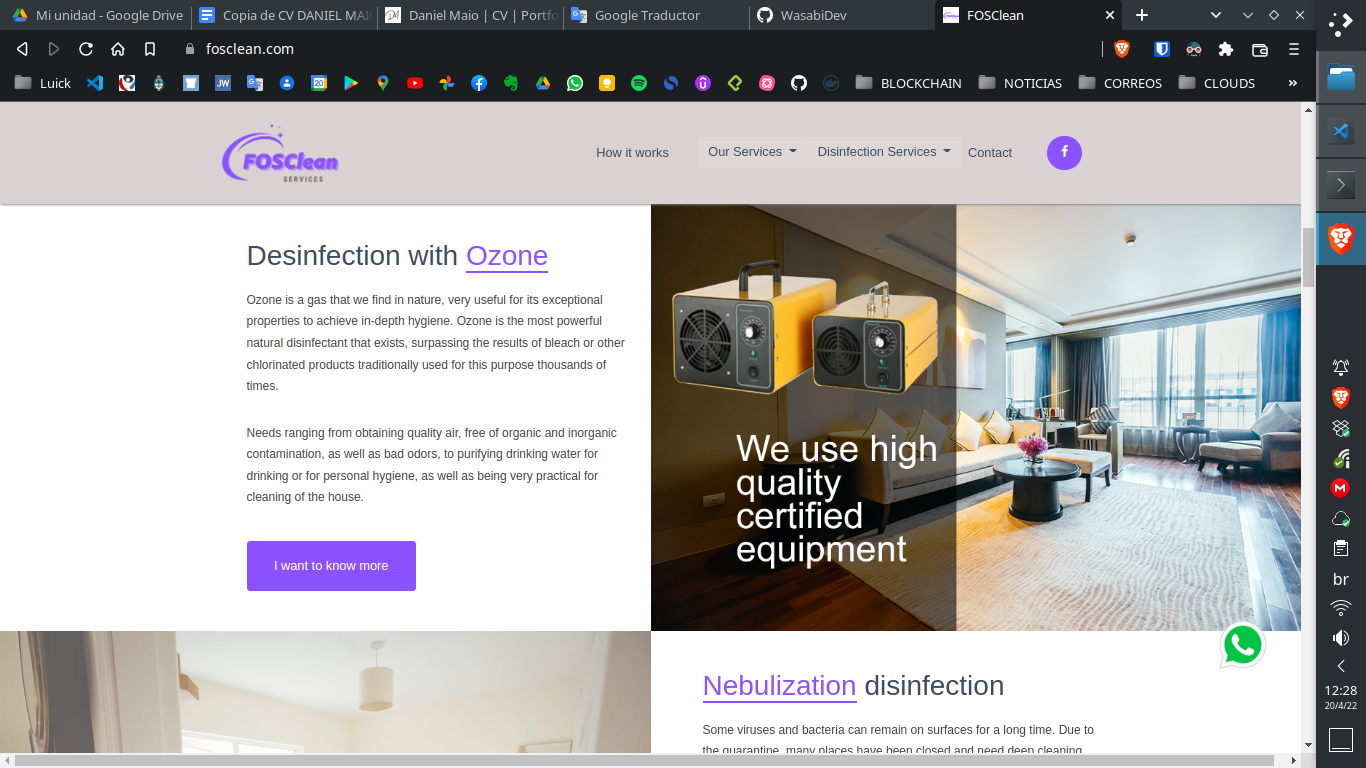 Mi unidad - Google Drive
Copia de CV DANIEL MAI
Daniel Maio | CV | Portfo
Google Traductor
WasabiDev
FOSClean
fosclean.com
Luick
JW
20
BLOCKCHAIN
NOTICIAS
CORREOS
CLOUDS
»
FOSClean
SERVICES
How it works
Our Services
Disinfection Services
Contact
Desinfection with Ozone
Ozone is a gas that we find in nature, very useful for its exceptional
properties to achieve in-depth hygiene. Ozone is the most powerful
natural disinfectant that exists, surpassing the results of bleach or other
chlorinated products traditionally used for this purpose thousands of
times.
Needs ranging from obtaining quality air, free of organic and inorganic
contamination, as well as bad odors, to purifying drinking water for
drinking or for personal hygiene, as well as being very practical for
cleaning of the house.
I want to know more
We use high
quality
certified
equipment
Nebulization disinfection
Some viruses and bacteria can remain on surfaces for a long time. Due to
the quarantine, many places have been closed and need deep cleaning
br
12:28
20/4/22